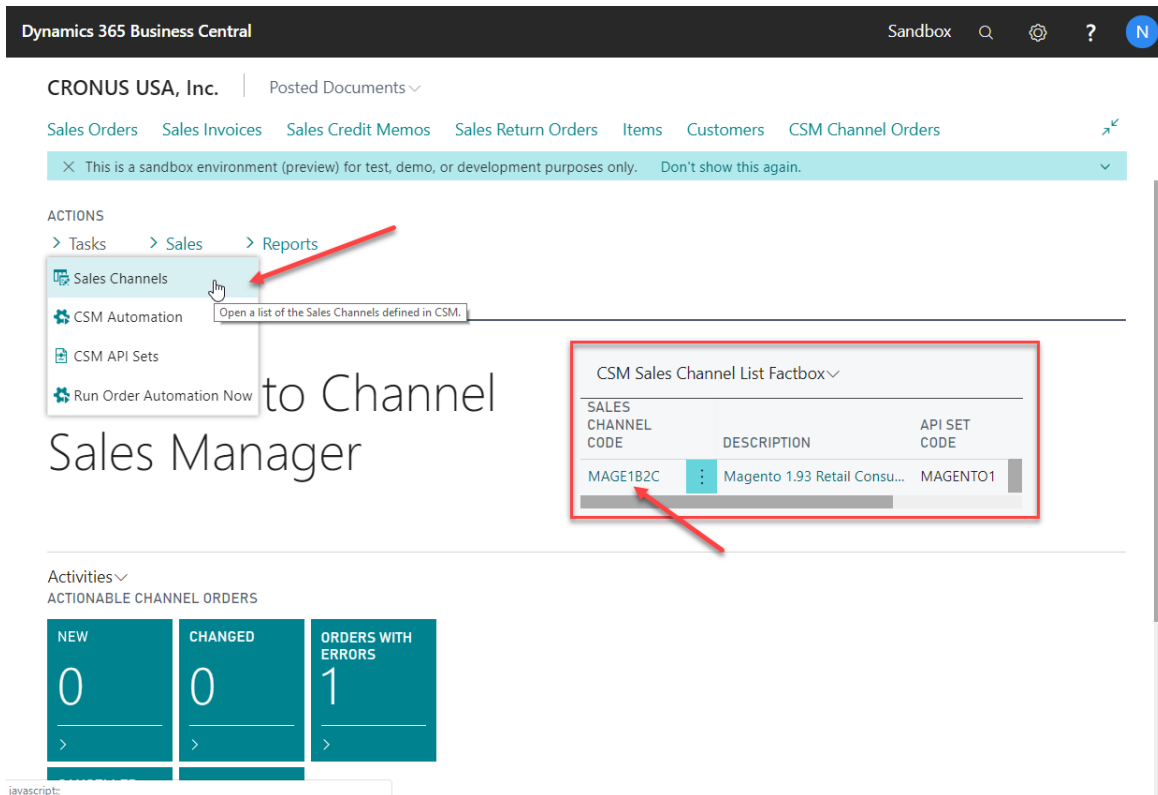 Dynamics 365 Business Central
Sandbox
?
N
CRONUS USA, Inc.
Posted Documents
Sales Orders Sales Invoices Sales Credit Memos Sales Return Orders Items Customers CSM Channel Orders
This is a sandbox environment (preview) for test, demo, or development purposes only. Don't show this again.
ACTIONS
> Tasks > Sales > Reports
Sales Channels
Open a list of the Sales Channels defined in CSM.
CSM Automation
CSM API Sets
Run Order Automation Now
to Channel
Sales Manager
CSM Sales Channel List Factbox
SALES
CHANNEL
CODE
DESCRIPTION
API SET
CODE
MAGE1B2C Magento 1.93 Retail Consu... MAGENTO1
Activities
ACTIONABLE CHANNEL ORDERS
NEW
0
CHANGED
0
ORDERS WITH
ERRORS
1
javascript:;